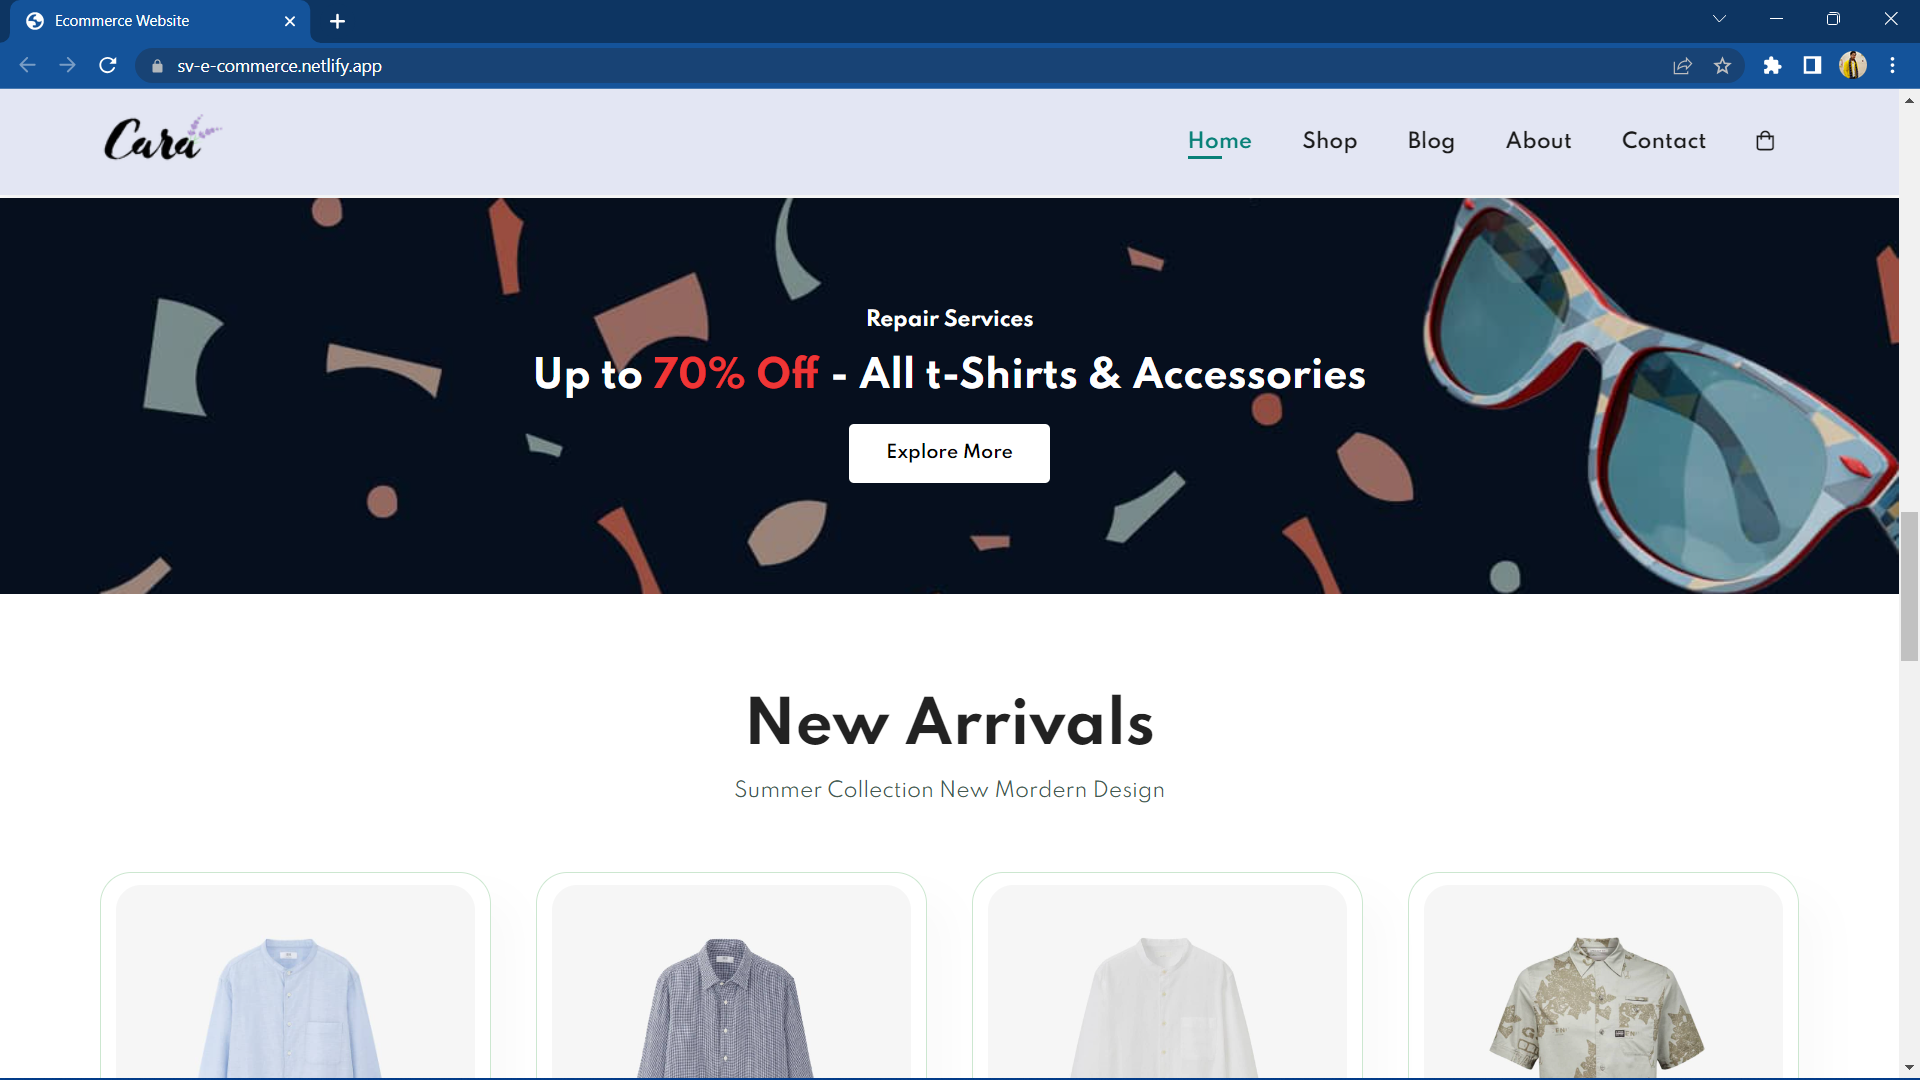 Ecommerce Website
sv-e-commerce.netlify.app
Cara
Home Shop Blog About Contact
Repair Services
Up to 70% Off - All t-Shirts & Accessories
Explore More
New Arrivals
Summer Collection New Mordern Design